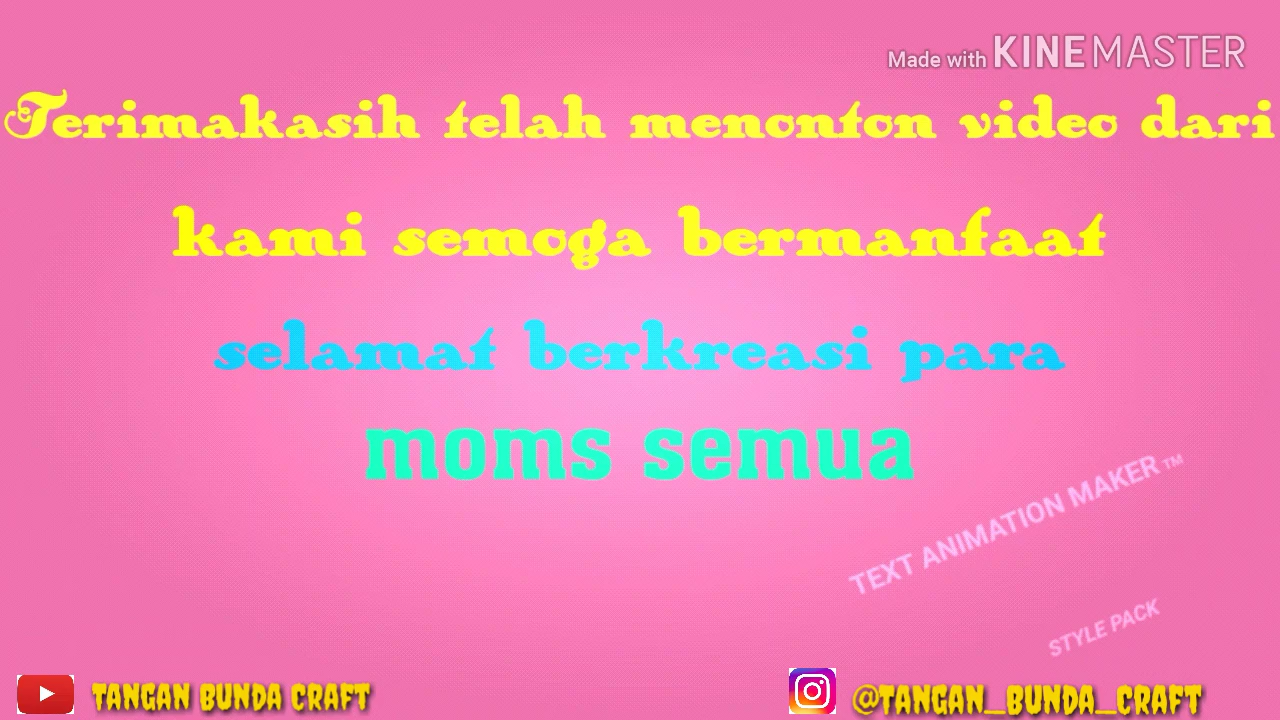 Made with KINEMASTER
Terimakasih telah menonton video dari
kami semoga bermanfaat
selamat berkreasi para
moms semua
TEXT ANIMATION MAKER™
STYLE PACK
TANGAN BUNDA CRAFT
@TANGAN_BUNDA_CRAFT